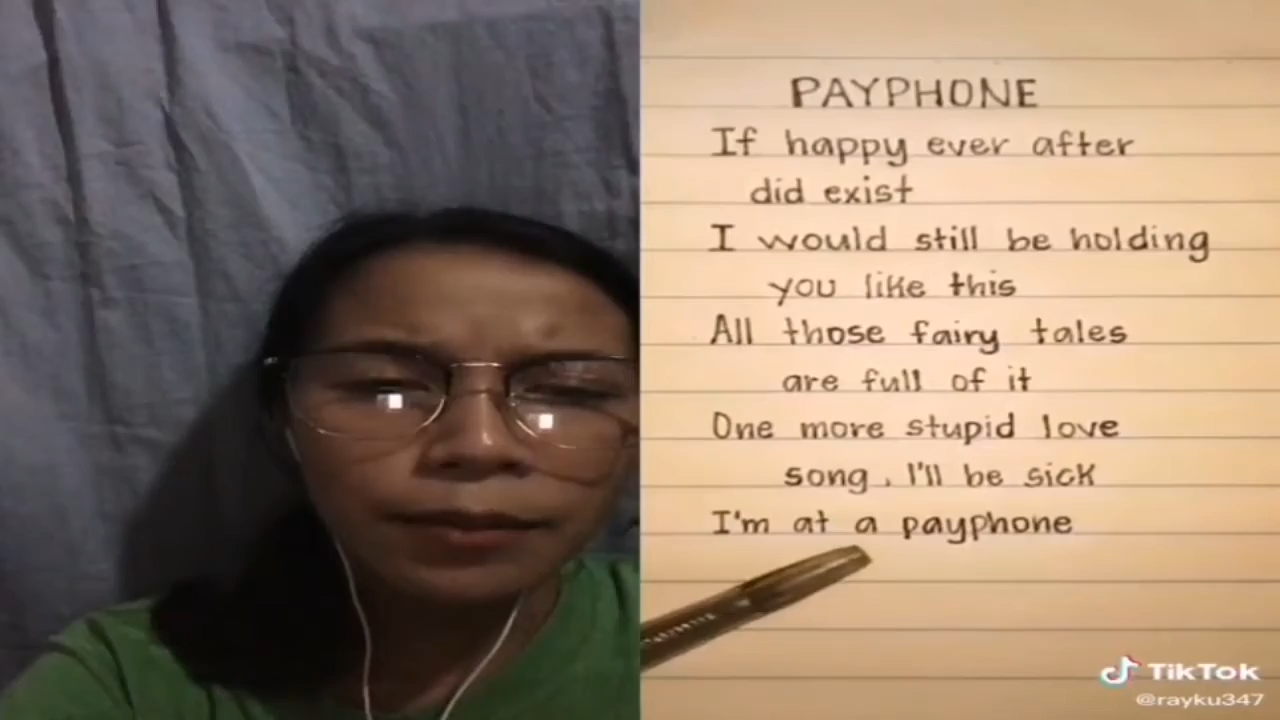 PAYPHONE
If happy ever after
did exist
I would still be holding
you like this
All those fairy tales
are full of it
One more stupid love
song, I'll be sick
I'm at a payphone
TikTok
@rayku347